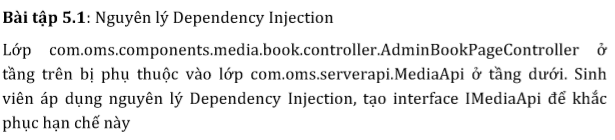 Bài tập 5.1: Nguyên lý Dependency Injection
Lớp com.oms.components.media.book.controller.AdminBookPageController ở
tầng trên bị phụ thuộc vào lớp com.oms.serverapi.MediaApi ở tầng dưới. Sinh
viên áp dụng nguyên lý Dependency Injection, tạo interface IMediaApi để khắc
phục hạn chế này